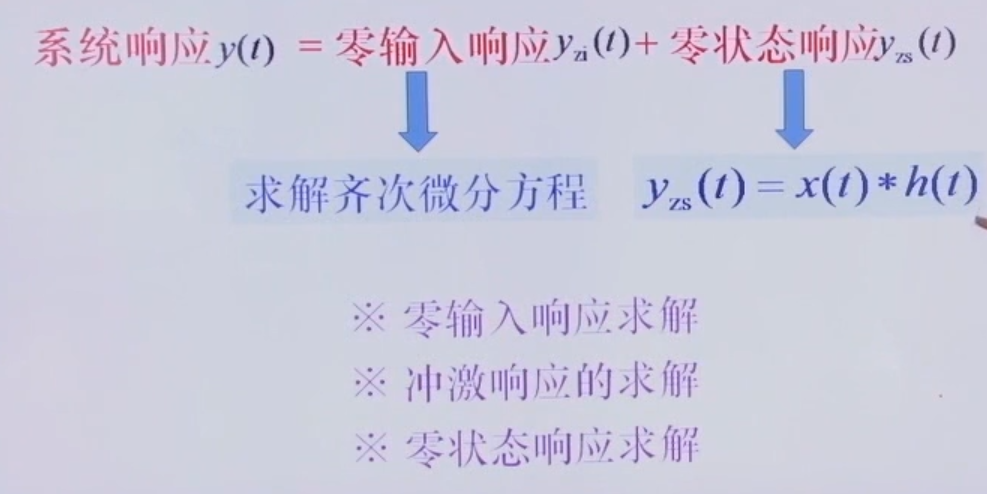 系统响应y(t) = 零输入响应y_zi(t)+ 零状态响应y_zs(t)
求解齐次微分方程 y_zs(t) = x(t)*h(t)
※ 零输入响应求解
※ 冲激响应的求解
※ 零状态响应求解